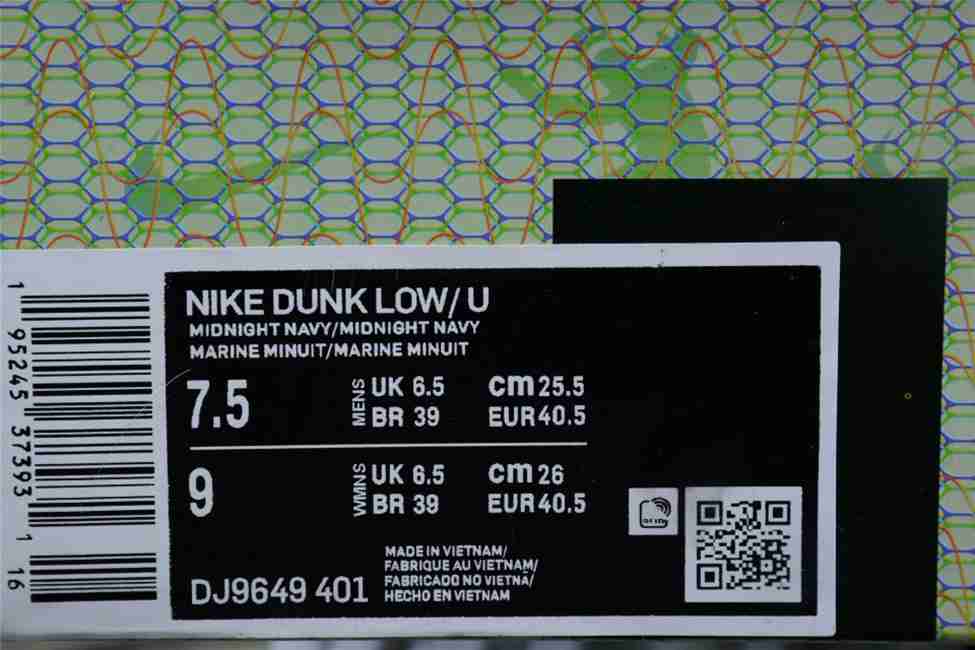 NIKE DUNK LOW/ U
MIDNIGHT NAVY/MIDNIGHT NAVY
MARINE MINUIT/MARINE MINUIT
7.5 MENS UK 6.5 cm 25.5
BR 39 EUR 40.5
9 WMNS UK 6.5 cm 26
BR 39 EUR 40.5
MADE IN VIETNAM/
FABRIQUE AU VIETNAM/
FABRICADO NO VIETNÃ/
HECHO EN VIETNAM
DJ9649 401
1 95245 37393 1 16